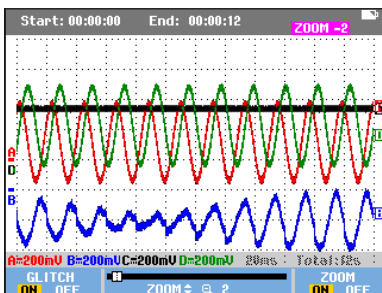 Start: 00:00:00 End: 00:00:12
ZOOM -2
A
D
B
A=200mV B=200mV C=200mV D=200mV 20ms Total:12s
GLITCH ZOOM
ON OFF ZOOM 2 ON OFF